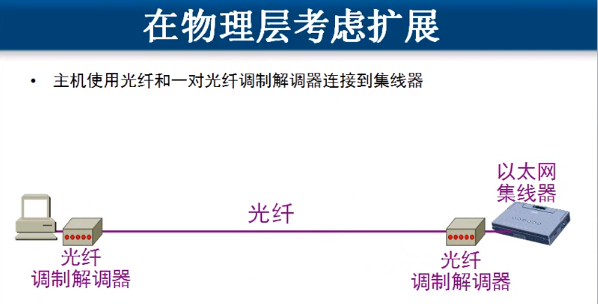 在物理层考虑扩展
• 主机使用光纤和一对光纤调制解调器连接到集线器
以太网
集线器
光纤
光纤
调制解调器
光纤
调制解调器